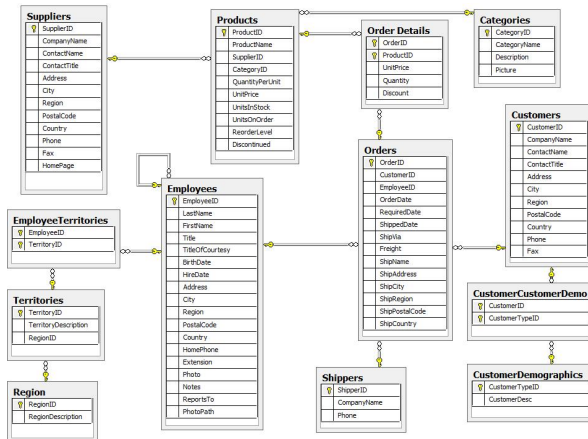 Suppliers
SupplierID
CompanyName
ContactName
ContactTitle
Address
City
Region
PostalCode
Country
Phone
Fax
HomePage
Products
ProductID
ProductName
SupplierID
CategoryID
QuantityPerUnit
UnitPrice
UnitsInStock
UnitsOnOrder
ReorderLevel
Discontinued
Order Details
OrderID
ProductID
UnitPrice
Quantity
Discount
Categories
CategoryID
CategoryName
Description
Picture
Customers
CustomerID
CompanyName
ContactName
ContactTitle
Address
City
Region
PostalCode
Country
Phone
Fax
Orders
OrderID
CustomerID
EmployeeID
OrderDate
RequiredDate
ShippedDate
ShipVia
Freight
ShipName
ShipAddress
ShipCity
ShipRegion
ShipPostalCode
ShipCountry
Employees
EmployeeID
LastName
FirstName
Title
TitleOfCourtesy
BirthDate
HireDate
Address
City
Region
PostalCode
Country
HomePhone
Extension
Photo
Notes
ReportsTo
PhotoPath
EmployeeTerritories
EmployeeID
TerritoryID
Territories
TerritoryID
TerritoryDescription
RegionID
Region
RegionID
RegionDescription
Shippers
ShipperID
CompanyName
Phone
CustomerCustomerDemo
CustomerID
CustomerTypeID
CustomerDemographics
CustomerTypeID
CustomerDesc